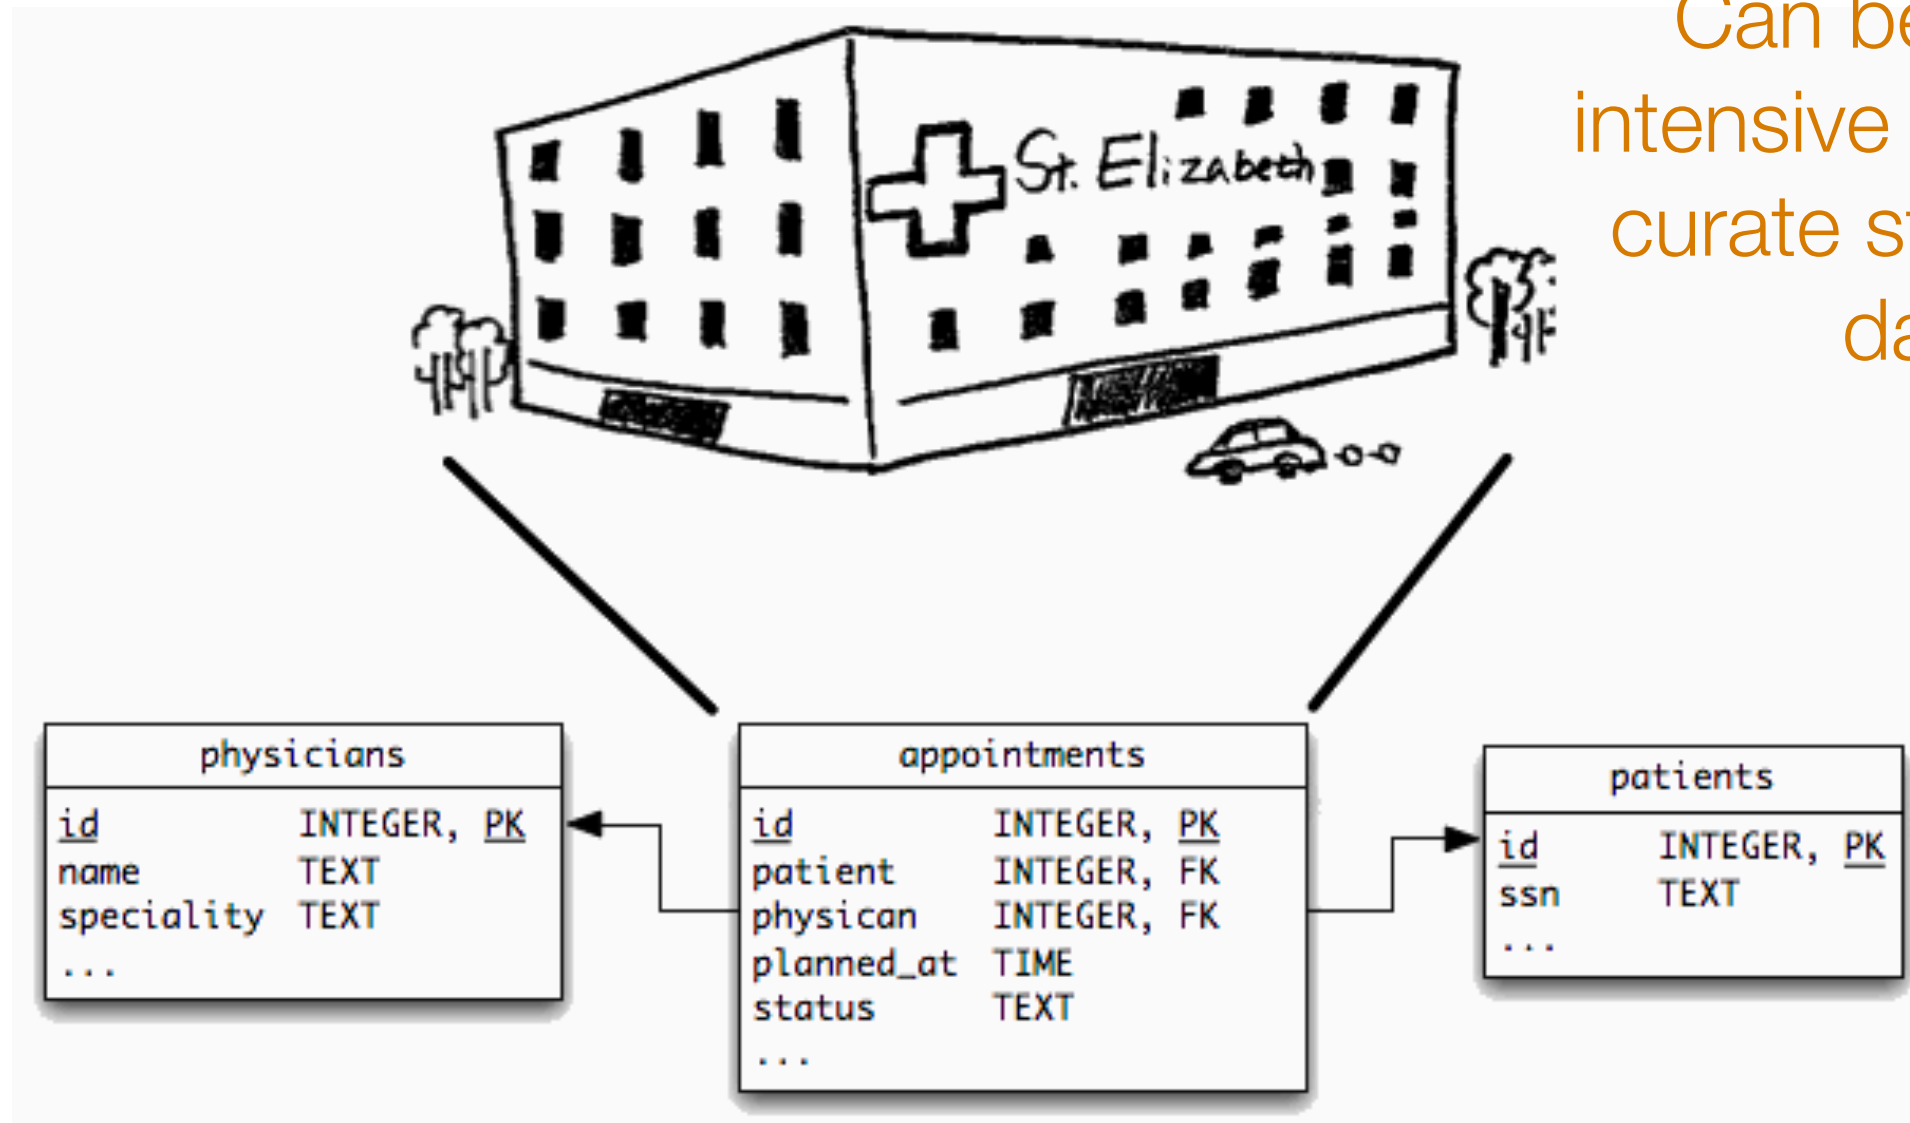 Can be
intensive
curate st
da
St. Elizabeth
physicians
id INTEGER, PK
name TEXT
speciality TEXT
...
appointments
id INTEGER, PK
patient INTEGER, FK
physican INTEGER, FK
planned_at TIME
status TEXT
...
patients
id INTEGER, PK
ssn TEXT
...